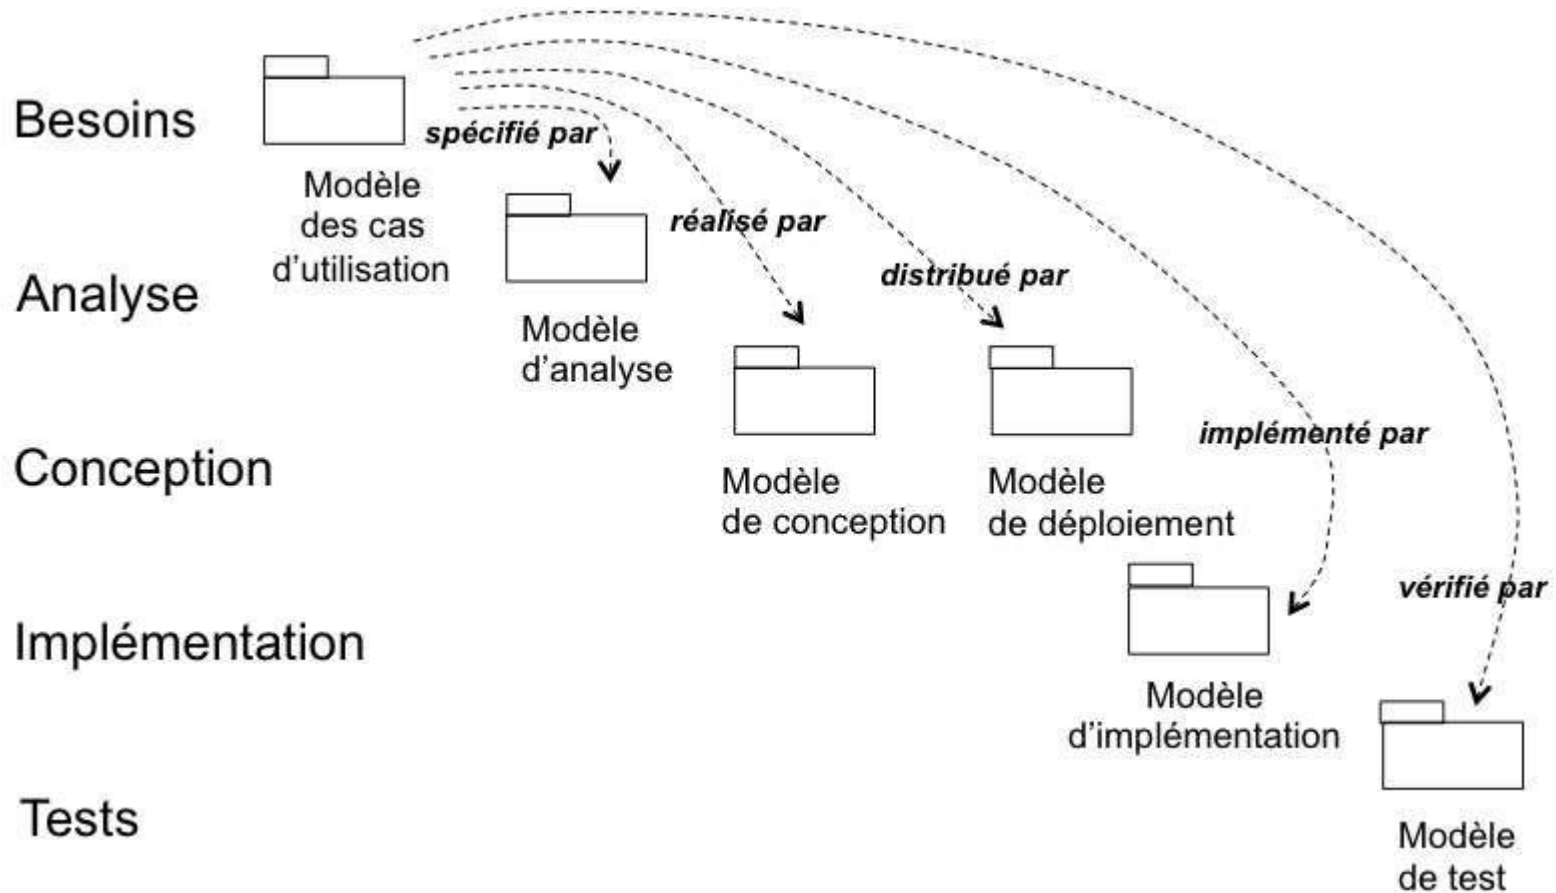 Besoins
spécifié par
Modèle
des cas
d'utilisation
réalisé par
distribué par
Analyse
Modèle
d'analyse
implémenté par
Conception
Modèle
de conception
Modèle
de déploiement
vérifié par
Implémentation
Modèle
d'implémentation
Tests
Modèle
de test